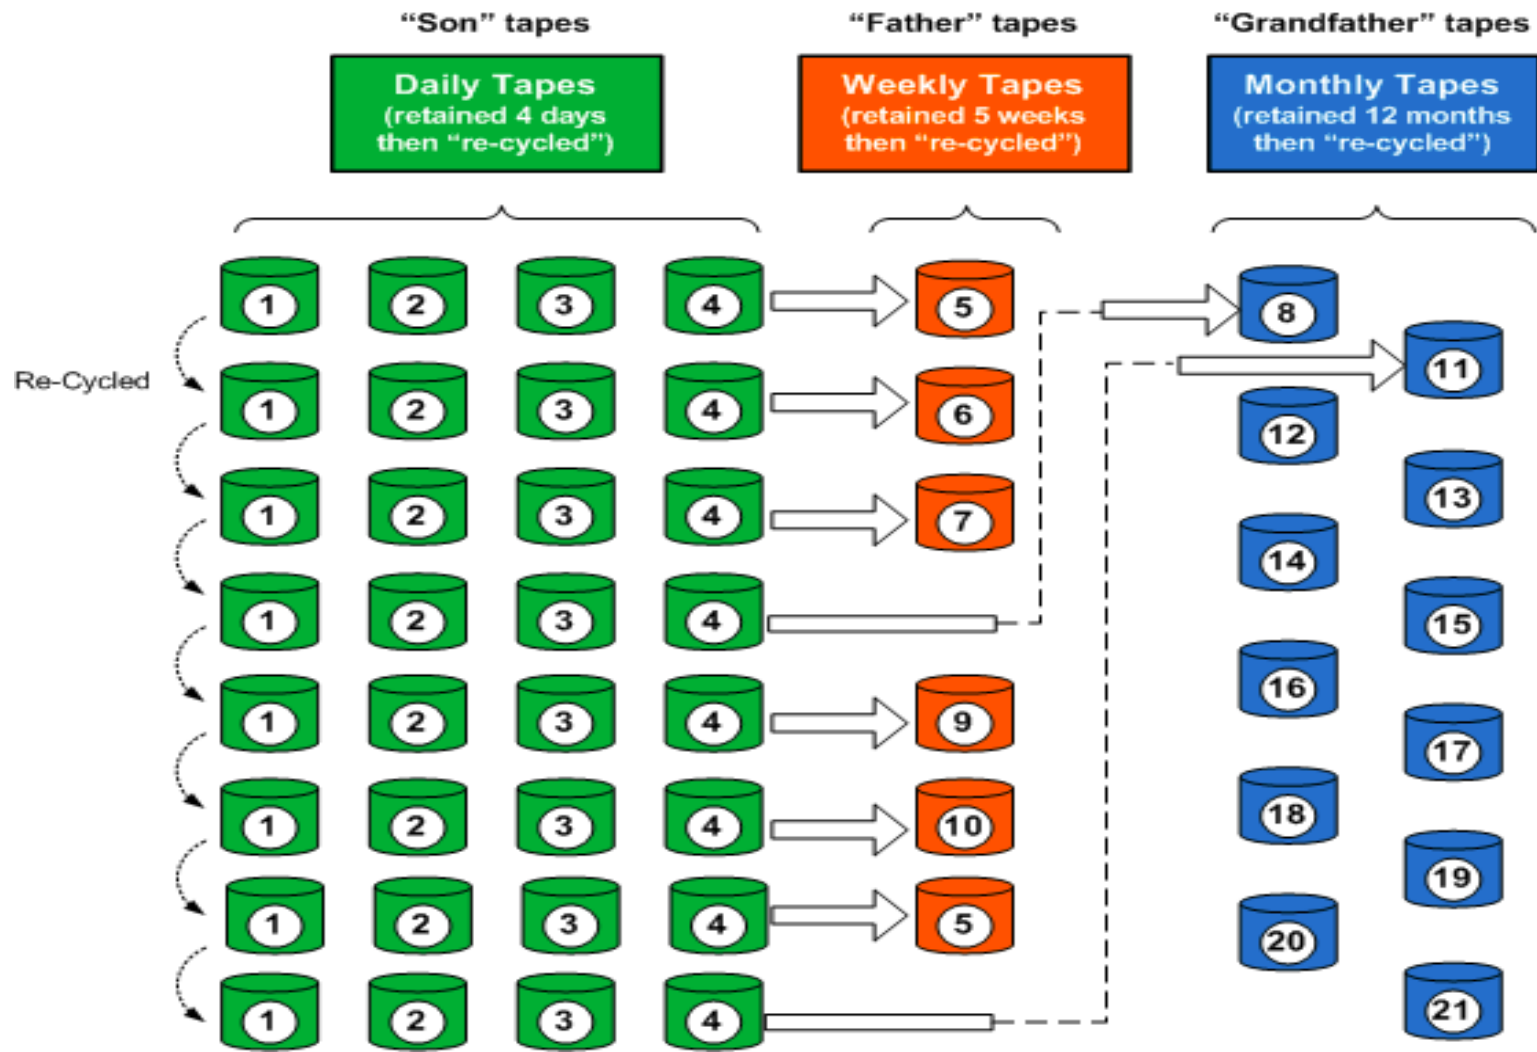 “Son” tapes
“Father” tapes
“Grandfather” tapes
Daily Tapes
(retained 4 days
then “re-cycled”)
Weekly Tapes
(retained 5 weeks
then “re-cycled”)
Monthly Tapes
(retained 12 months
then “re-cycled”)
1 2 3 4 5 8
11
Re-Cycled
1 2 3 4 6 12
13
1 2 3 4 7
14
1 2 3 4
15
16
1 2 3 4 9
17
1 2 3 4 10 18
19
1 2 3 4 5
20
1 2 3 4 21